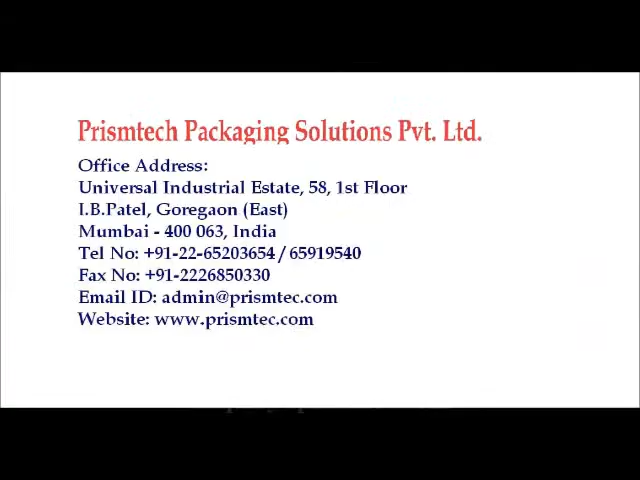 Prismtech Packaging Solutions Pvt. Ltd.
Office Address:
Universal Industrial Estate, 58, 1st Floor
I.B.Patel, Goregaon (East)
Mumbai - 400 063, India
Tel No: +91-22-65203654 / 65919540
Fax No: +91-2226850330
Email ID: admin@prismtec.com
Website: www.prismtec.com